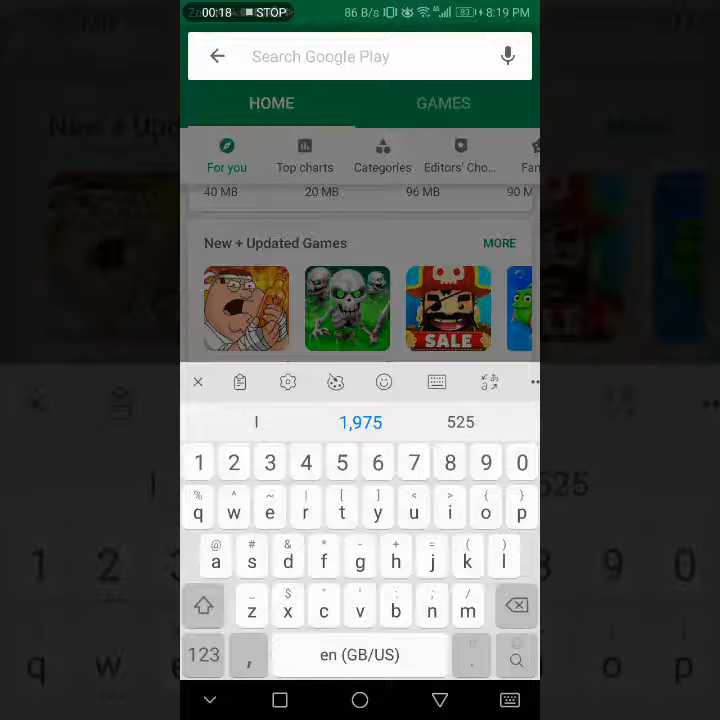 00:18 STOP 86 B/s 83 8:19 PM
Search Google Play
HOME GAMES
For you Top charts Categories Editors' Cho... Fan
40 MB 20 MB 96 MB 90 M
New + Updated Games MORE
SALE
I 1,975 525
1 2 3 4 5 6 7 8 9 0
% ^ ~ | [ ] < > { }
q w e r t y u i o p
@ # & * - + = ( )
a s d f g h j k l
_ $ " ' : ; /
z x c v b n m
123 , en (GB/US) .